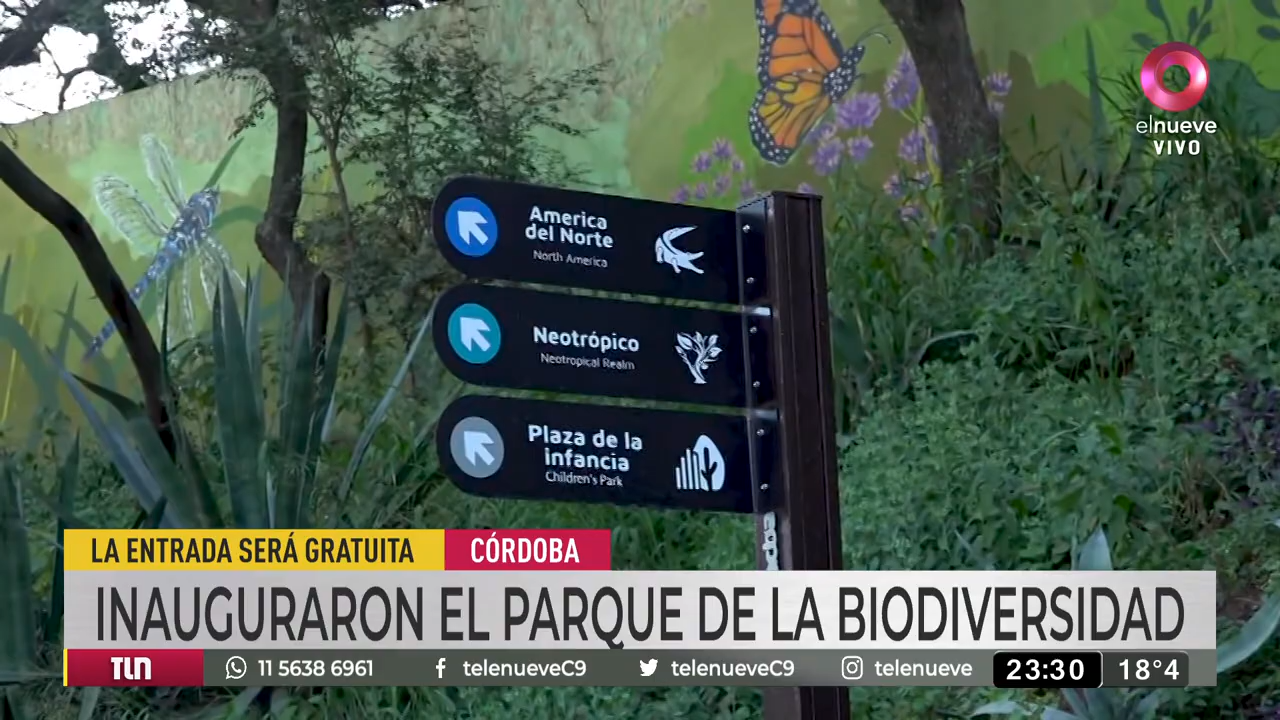 elnueve
VIVO
America
del Norte
North America
Neotrópico
Neotropical Realm
Plaza de la
infancia
Children's Park
LA ENTRADA SERÁ GRATUITA
CÓRDOBA
INAUGURARON EL PARQUE DE LA BIODIVERSIDAD
TLN
11 5638 6961
telenueveC9
telenueveC9
telenueve
23:30
18°4